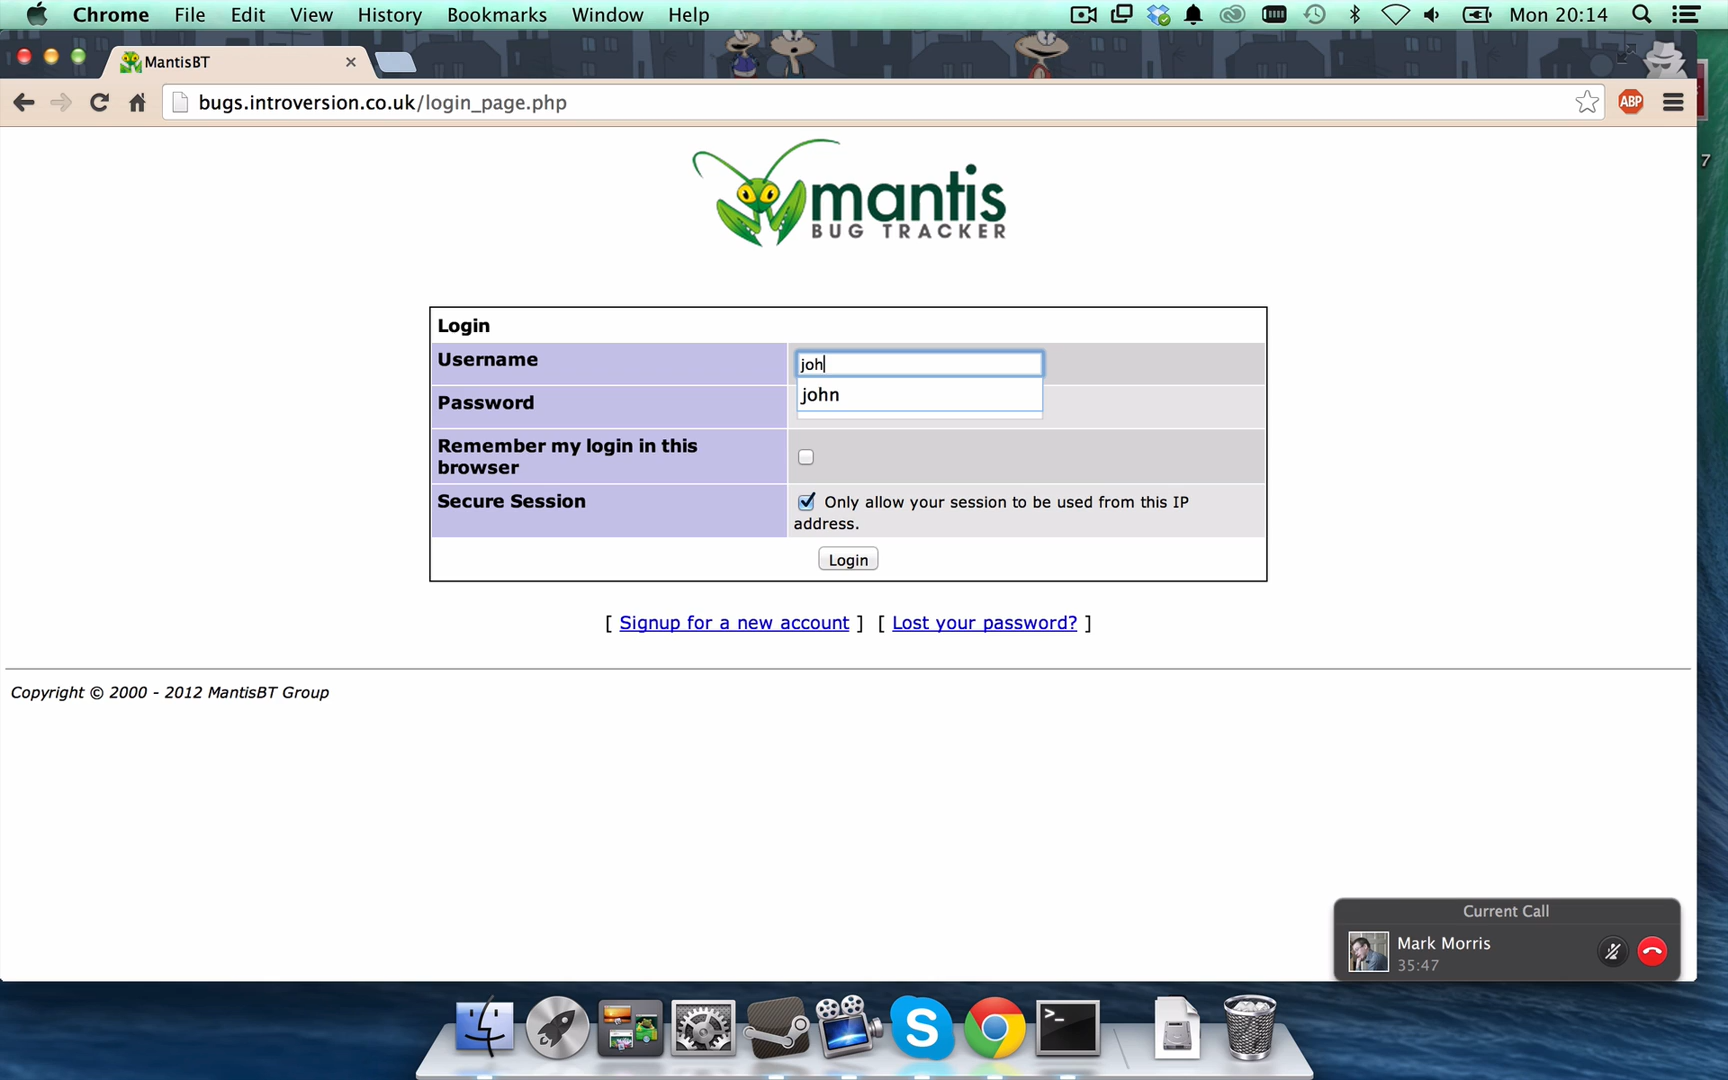 Chrome File Edit View History Bookmarks Window Help Mon 20:14
MantisBT
bugs.introversion.co.uk/login_page.php
ABP
7
mantis
BUG TRACKER
Login
Username joh
john
Password
Remember my login in this
browser
Secure Session Only allow your session to be used from this IP
address.
Login
[ Signup for a new account ] [ Lost your password? ]
Copyright © 2000 - 2012 MantisBT Group
Current Call
Mark Morris
35:47